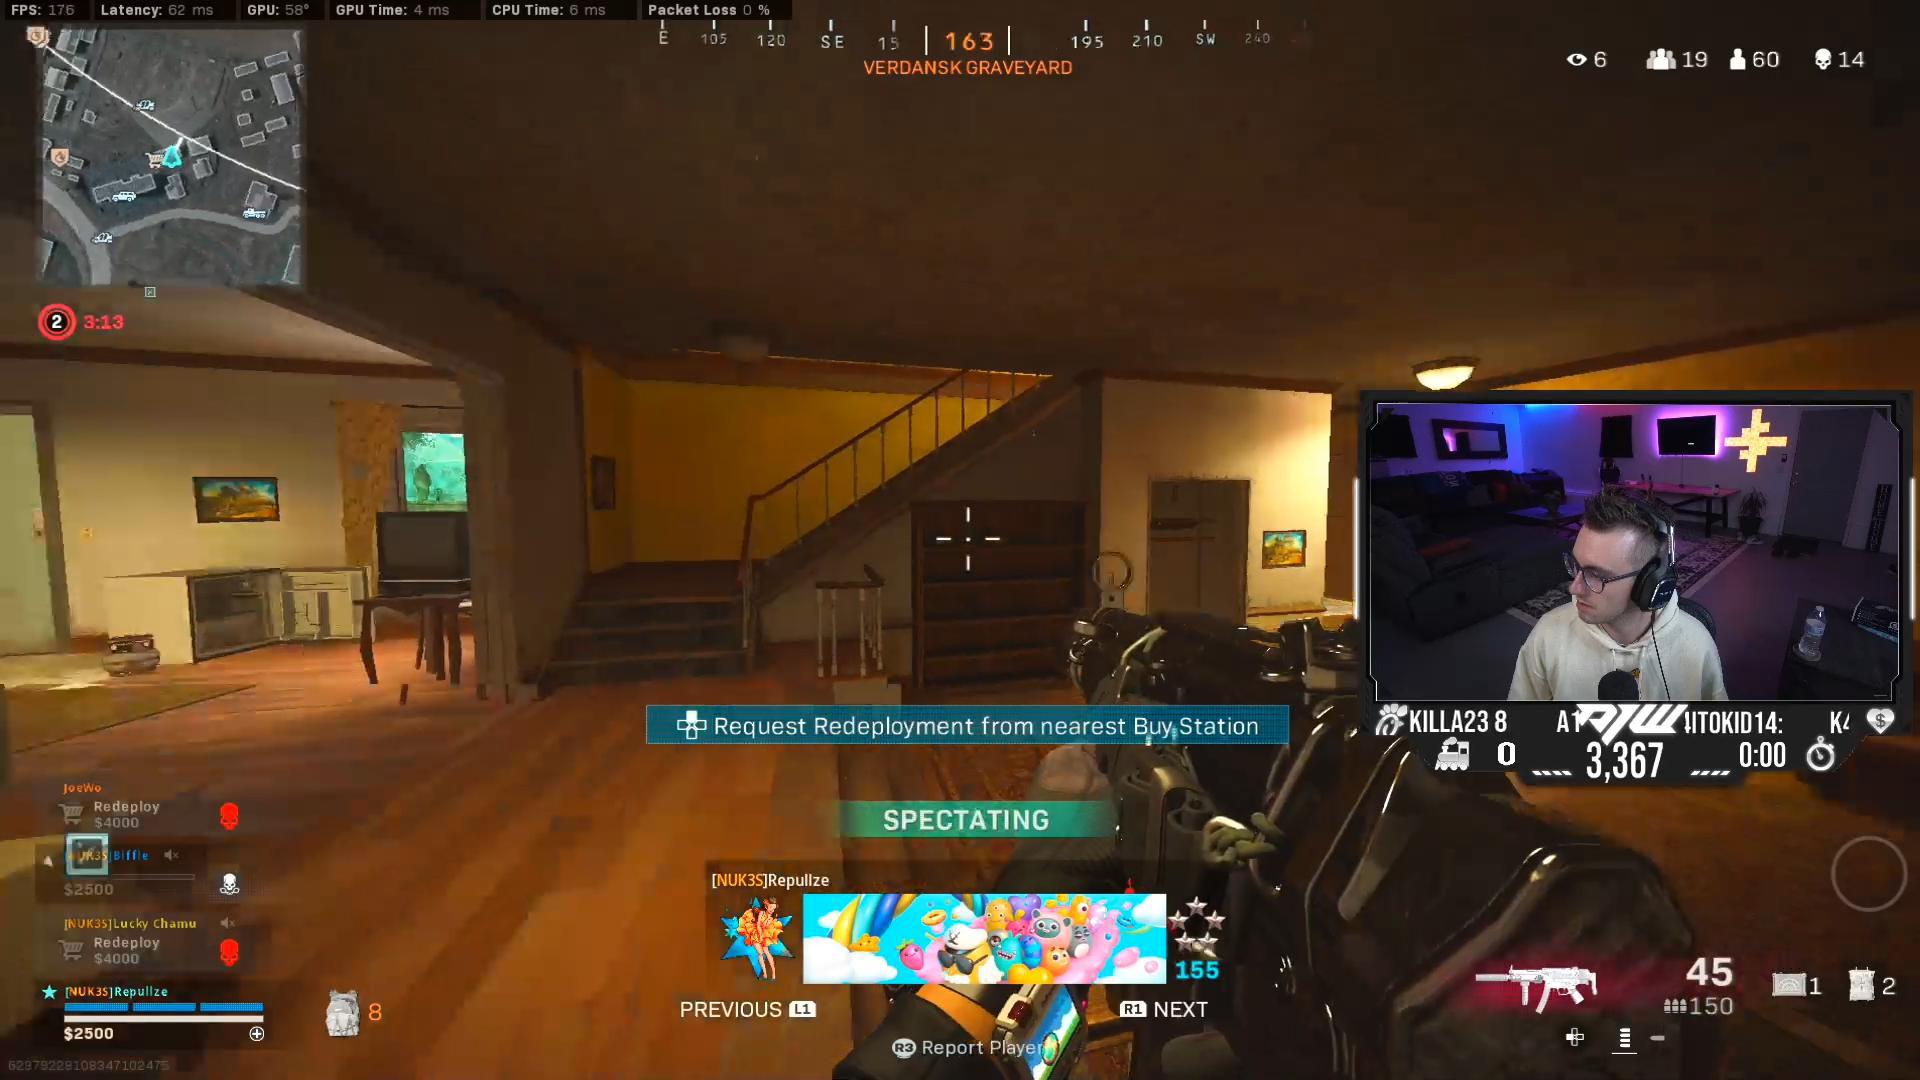 FPS: 176 Latency: 62 ms GPU: 58° GPU Time: 4 ms CPU Time: 6 ms Packet Loss 0 %
E 105 120 SE 15 163 195 210 SW 240
VERDANSK GRAVEYARD
6 19 60 14
2 3:13
Request Redeployment from nearest Buy Station
KILLA23 8
0
3,367
0:00
SPECTATING
JoeWo
Redeploy
$4000
[NUK3S]Biffle
$2500
[NUK3S]Lucky Chamu
Redeploy
$4000
[NUK3S]Repullze
$2500
8
[NUK3S]Repullze
155
PREVIOUS L1
R1 NEXT
R3 Report Player
45
150
1
2
62979228108347102475